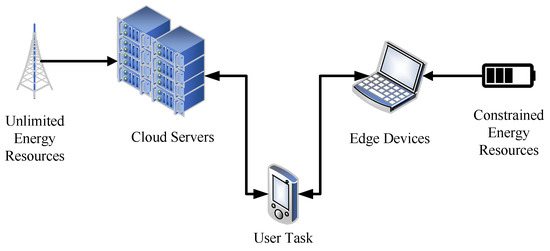 Unlimited
Energy
Resources
Cloud Servers
User Task
Edge Devices
Constrained
Energy
Resources